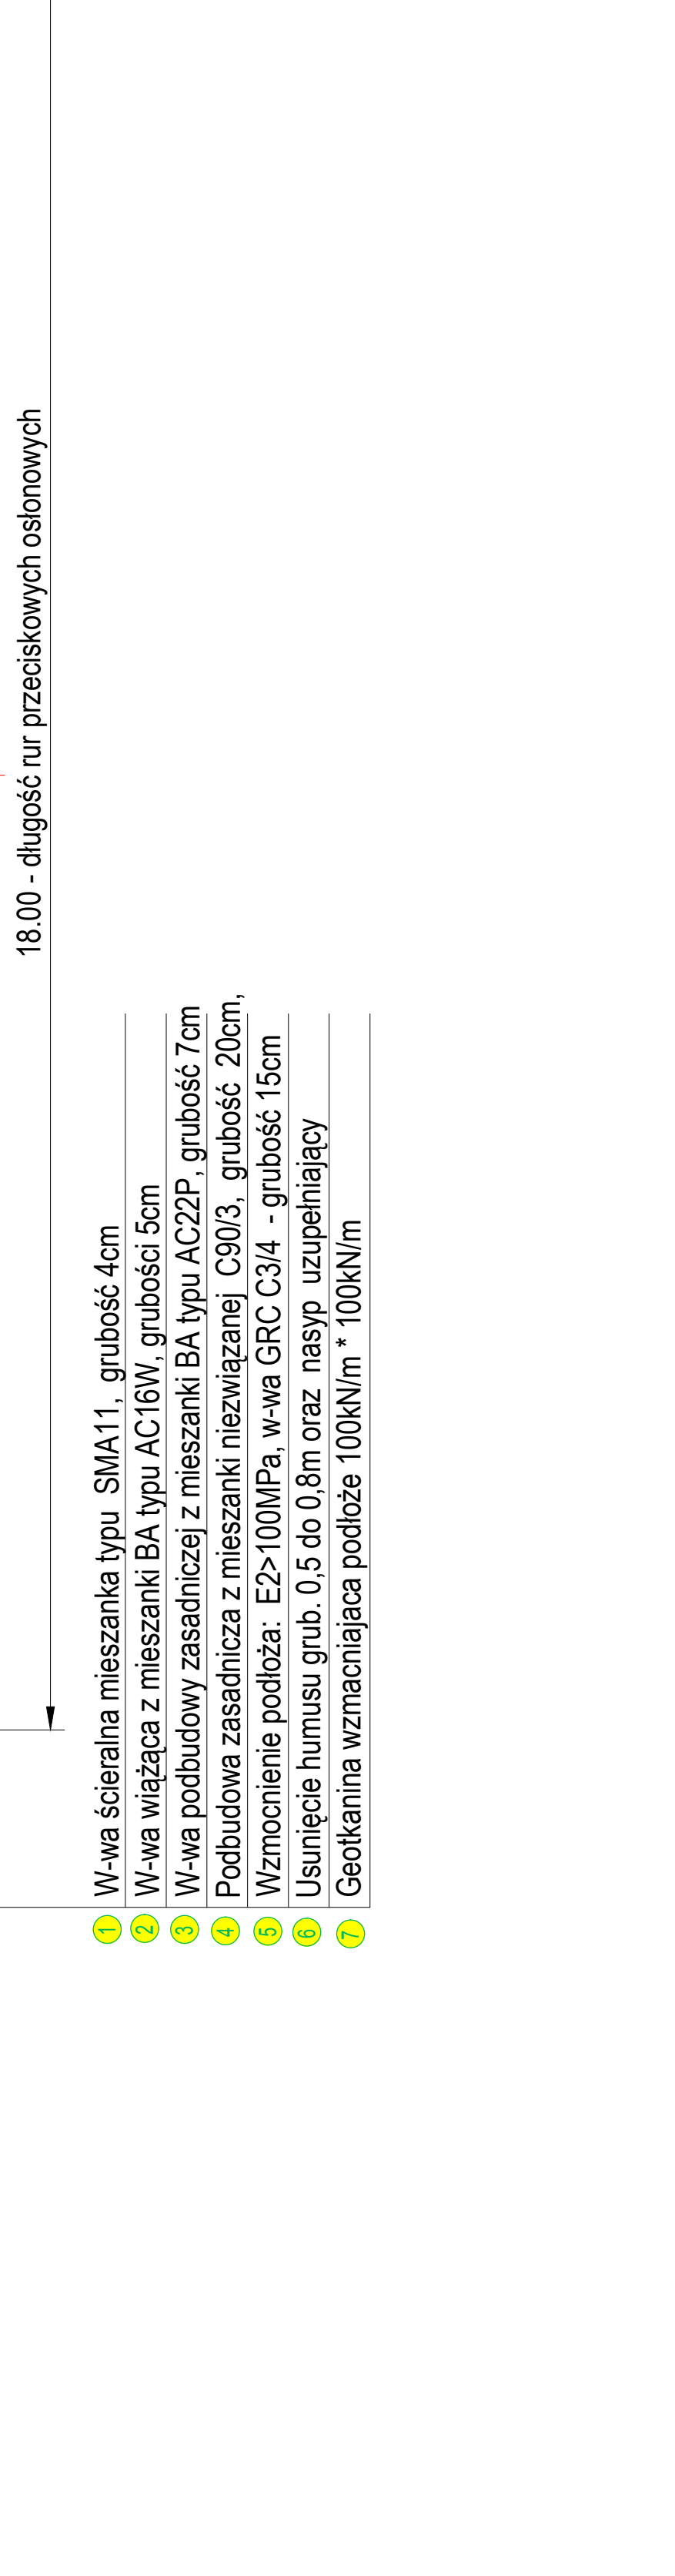 18.00 - długość rur przeciskowych osłonowych
1 W-wa ścieralna mieszanka typu SMA11, grubość 4cm
2 W-wa wiążąca z mieszanki BA typu AC16W, grubości 5cm
3 W-wa podbudowy zasadniczej z mieszanki BA typu AC22P, grubość 7cm
4 Podbudowa zasadnicza z mieszanki niezwiązanej C90/3, grubość 20cm,
5 Wzmocnienie podłoża: E2>100MPa, w-wa GRC C3/4 - grubość 15cm
6 Usunięcie humusu grub. 0,5 do 0,8m oraz nasyp uzupełniający
7 Geotkanina wzmacniajaca podłoże 100kN/m * 100kN/m